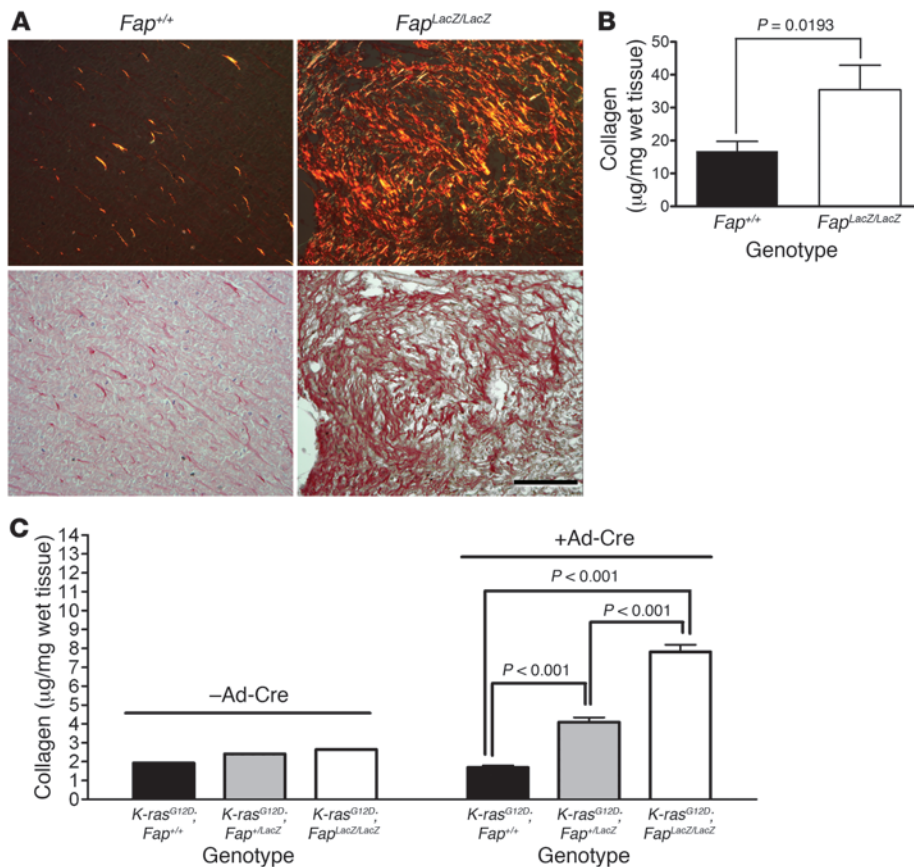 A
Fap+/+
FapLacZ/LacZ
B
P = 0.0193
50
40
30
20
10
0
Collagen
(µg/mg wet tissue)
Fap+/+
FapLacZ/LacZ
Genotype
C
14
13
12
11
10
9
8
7
6
5
4
3
2
1
0
Collagen (µg/mg wet tissue)
–Ad-Cre
+Ad-Cre
P < 0.001
P < 0.001
P < 0.001
K-rasG12D;
Fap+/+
K-rasG12D;
Fap+/LacZ
K-rasG12D;
FapLacZ/LacZ
Genotype
K-rasG12D;
Fap+/+
K-rasG12D;
Fap+/LacZ
K-rasG12D;
FapLacZ/LacZ
Genotype